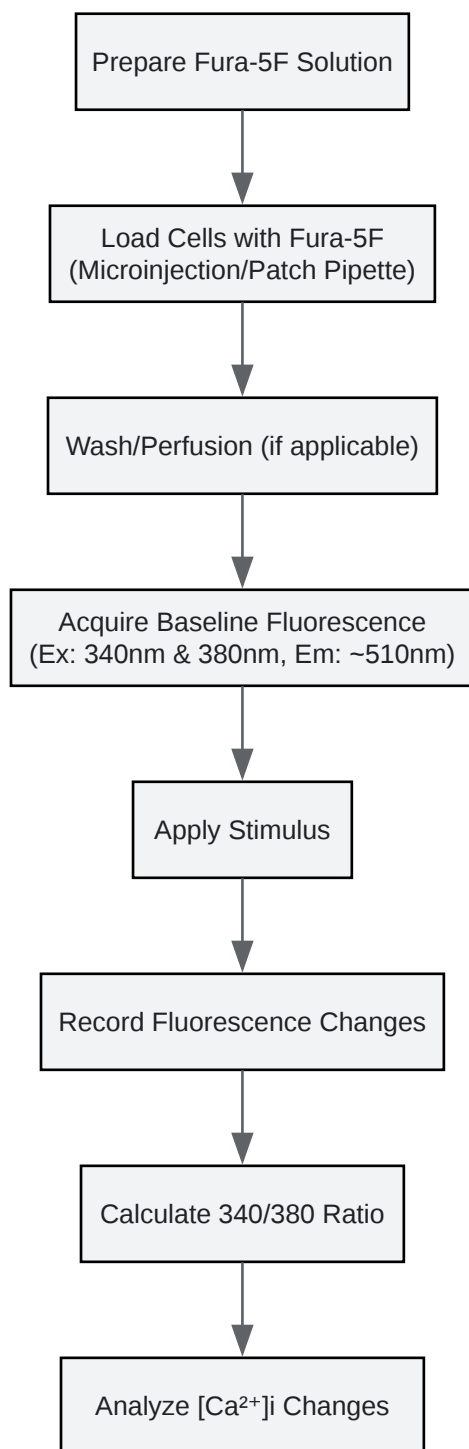 Prepare Fura-5F Solution
Load Cells with Fura-5F
(Microinjection/Patch Pipette)
Wash/Perfusion (if applicable)
Acquire Baseline Fluorescence
(Ex: 340nm & 380nm, Em: ~510nm)
Apply Stimulus
Record Fluorescence Changes
Calculate 340/380 Ratio
Analyze [Ca²⁺]i Changes